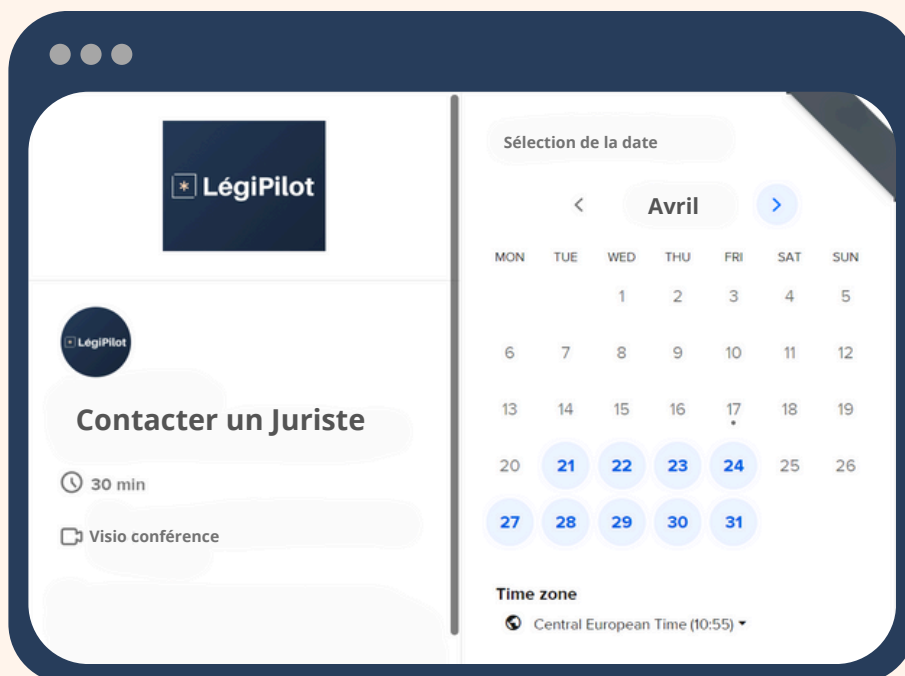 LégiPilot
LégiPilot
Contacter un Juriste
30 min
Visio conférence
Sélection de la date
Avril
MON TUE WED THU FRI SAT SUN
1 2 3 4 5
6 7 8 9 10 11 12
13 14 15 16 17 18 19
20 21 22 23 24 25 26
27 28 29 30 31
Time zone
Central European Time (10:55)